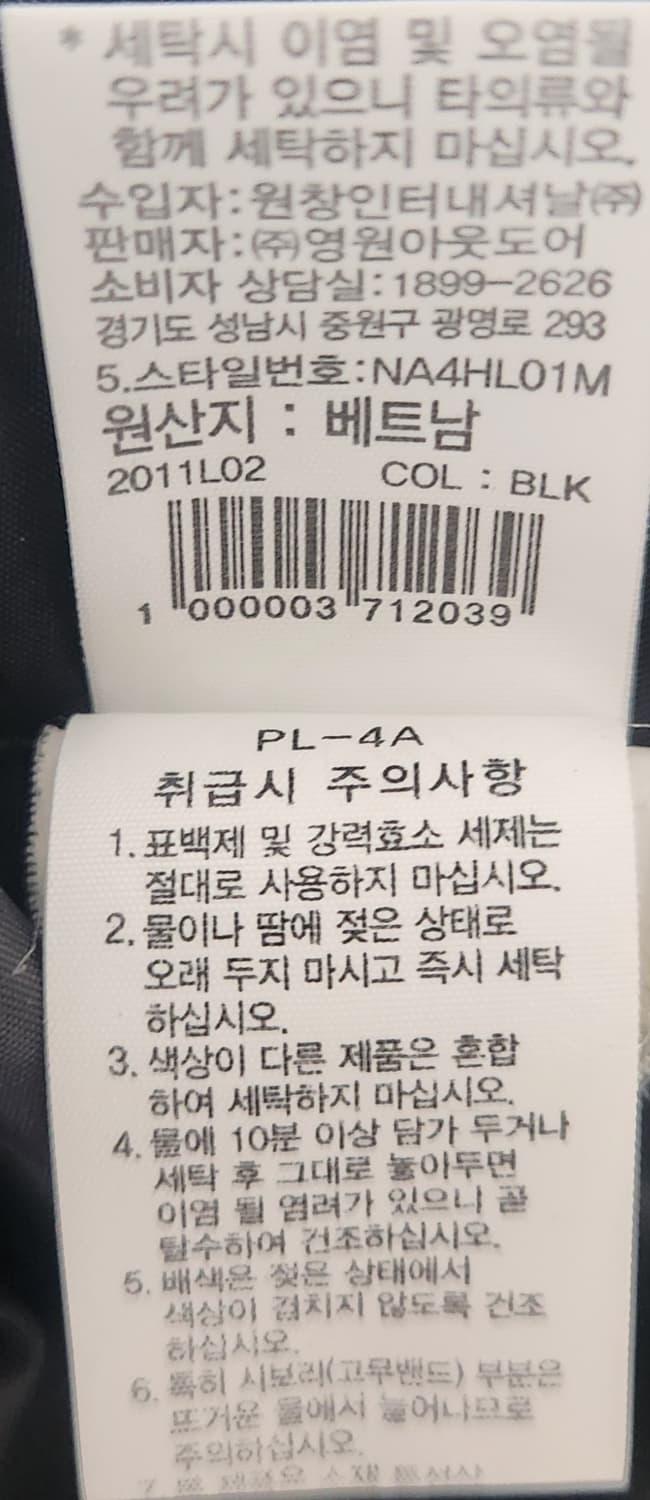 * 세탁시 이염 및 오염될
우려가 있으니 타의류와
함께 세탁하지 마십시오.
수입자:원창인터내셔날㈜
판매자:㈜영원아웃도어
소비자 상담실:1899-2626
경기도 성남시 중원구 광명로 293
5.스타일번호:NA4HL01M
원산지 : 베트남
2011L02 COL : BLK
1 000003 712039
PL-4A
취급시 주의사항
1.표백제 및 강력효소 세제는
절대로 사용하지 마십시오.
2.물이나 땀에 젖은 상태로
오래 두지 마시고 즉시 세탁
하십시오.
3.색상이 다른 제품은 혼합
하여 세탁하지 마십시오.
4.물에 10분 이상 담가 두거나
세탁 후 그대로 놓아두면
이염 될 염려가 있으니 곧
탈수하여 건조하십시오.
5. 배색은 젖은 상태에서
색상이 겹치지 않도록 건조
하십시오.
6. 특히 시보리(고무밴드) 부분은
뜨거운 물에서 늘어나므로
주의하십시오.
7.